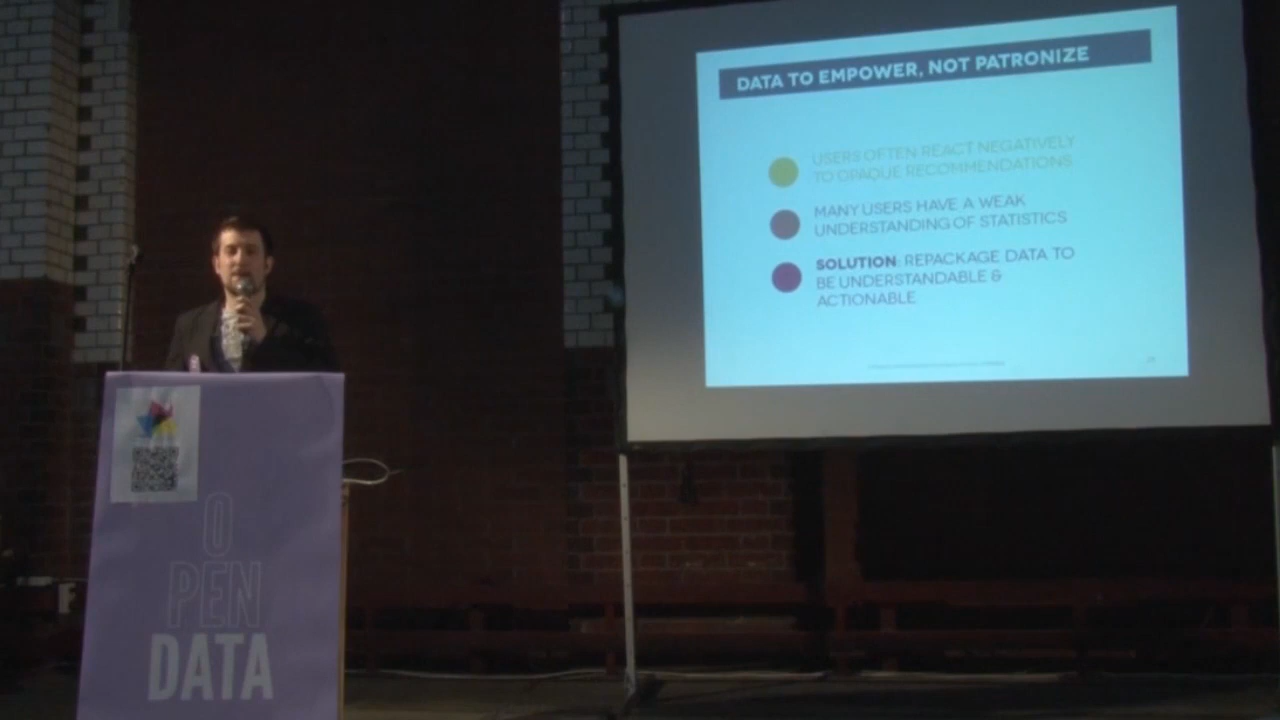 DATA TO EMPOWER, NOT PATRONIZE
USERS OFTEN REACT NEGATIVELY
TO OPAQUE RECOMMENDATIONS
MANY USERS HAVE A WEAK
UNDERSTANDING OF STATISTICS
SOLUTION: REPACKAGE DATA TO
BE UNDERSTANDABLE &
ACTIONABLE
O
PEN
DATA